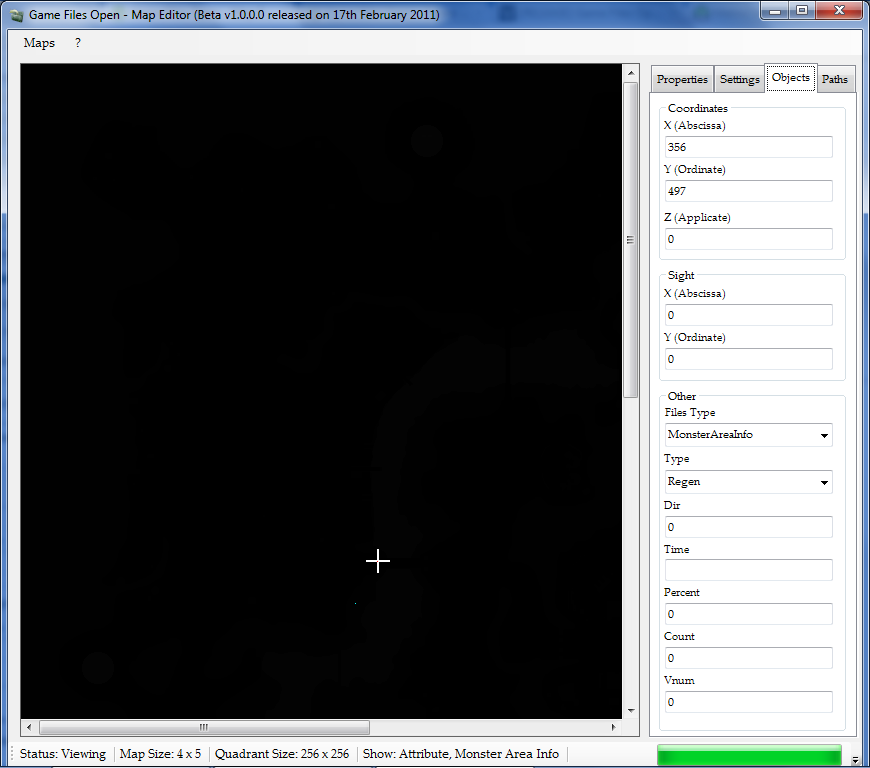 Game Files Open - Map Editor (Beta v1.0.0.0 released on 17th February 2011)
Maps ?
Properties Settings Objects Paths
Coordinates
X (Abscissa)
356
Y (Ordinate)
497
Z (Applicate)
0
Sight
X (Abscissa)
0
Y (Ordinate)
0
Other
Files Type
MonsterAreaInfo
Type
Regen
Dir
0
Time
Percent
0
Count
0
Vnum
0
Status: Viewing Map Size: 4 x 5 Quadrant Size: 256 x 256 Show: Attribute, Monster Area Info